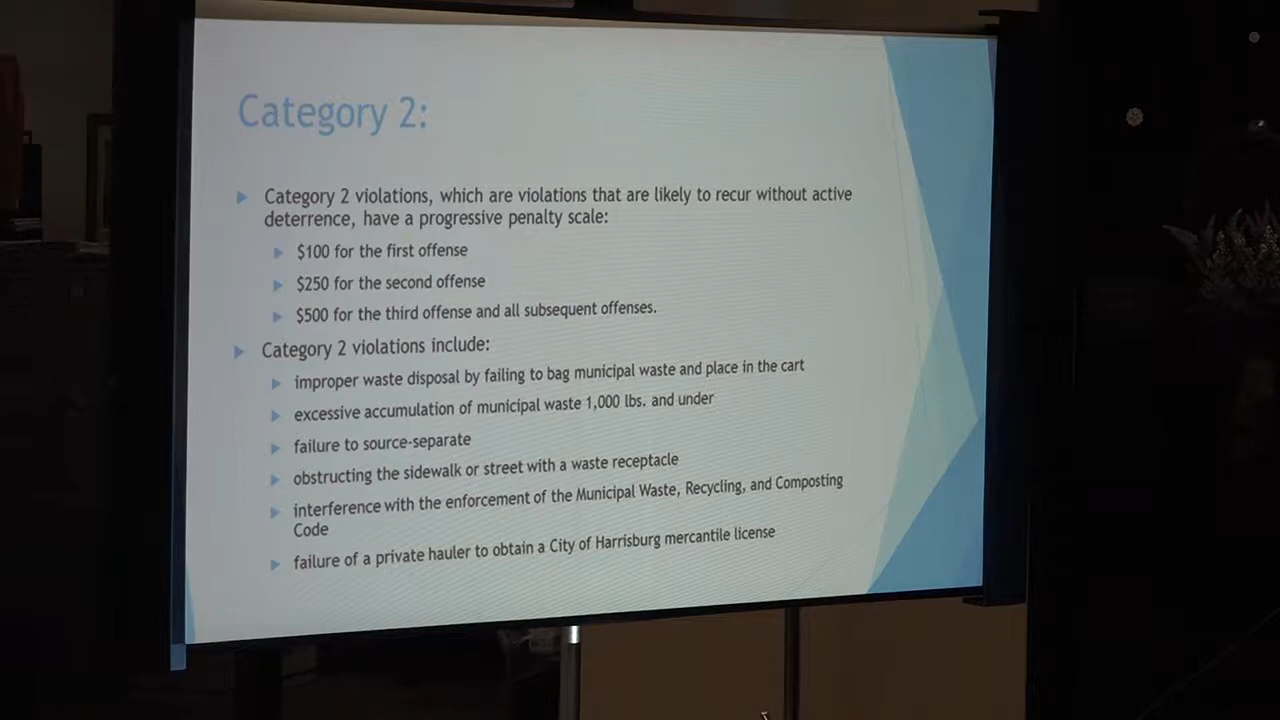 Category 2:
Category 2 violations, which are violations that are likely to recur without active
deterrence, have a progressive penalty scale:
$100 for the first offense
$250 for the second offense
$500 for the third offense and all subsequent offenses.
Category 2 violations include:
improper waste disposal by failing to bag municipal waste and place in the cart
excessive accumulation of municipal waste 1,000 lbs. and under
failure to source-separate
obstructing the sidewalk or street with a waste receptacle
interference with the enforcement of the Municipal Waste, Recycling, and Composting
Code
failure of a private hauler to obtain a City of Harrisburg mercantile license